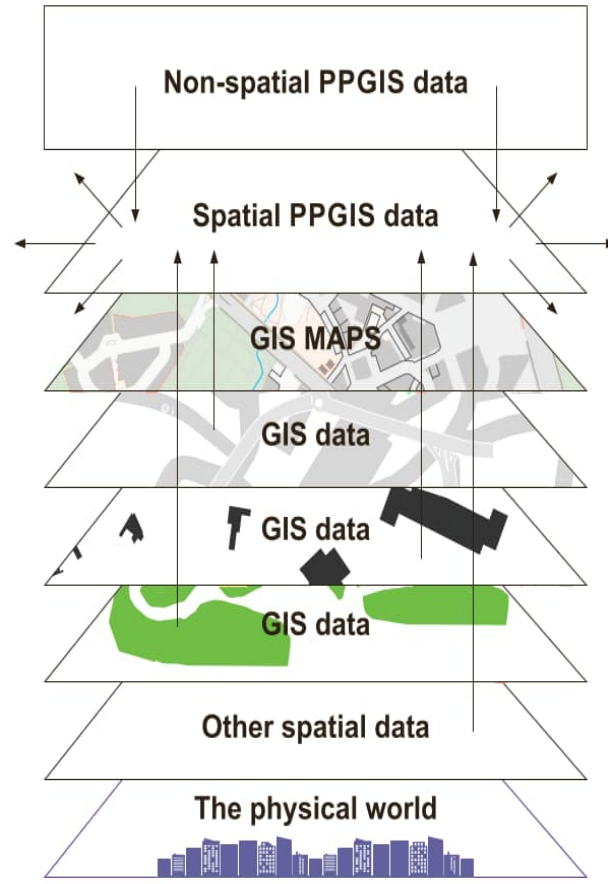 Non-spatial PPGIS data
Spatial PPGIS data
GIS MAPS
GIS data
GIS data
GIS data
Other spatial data
The physical world